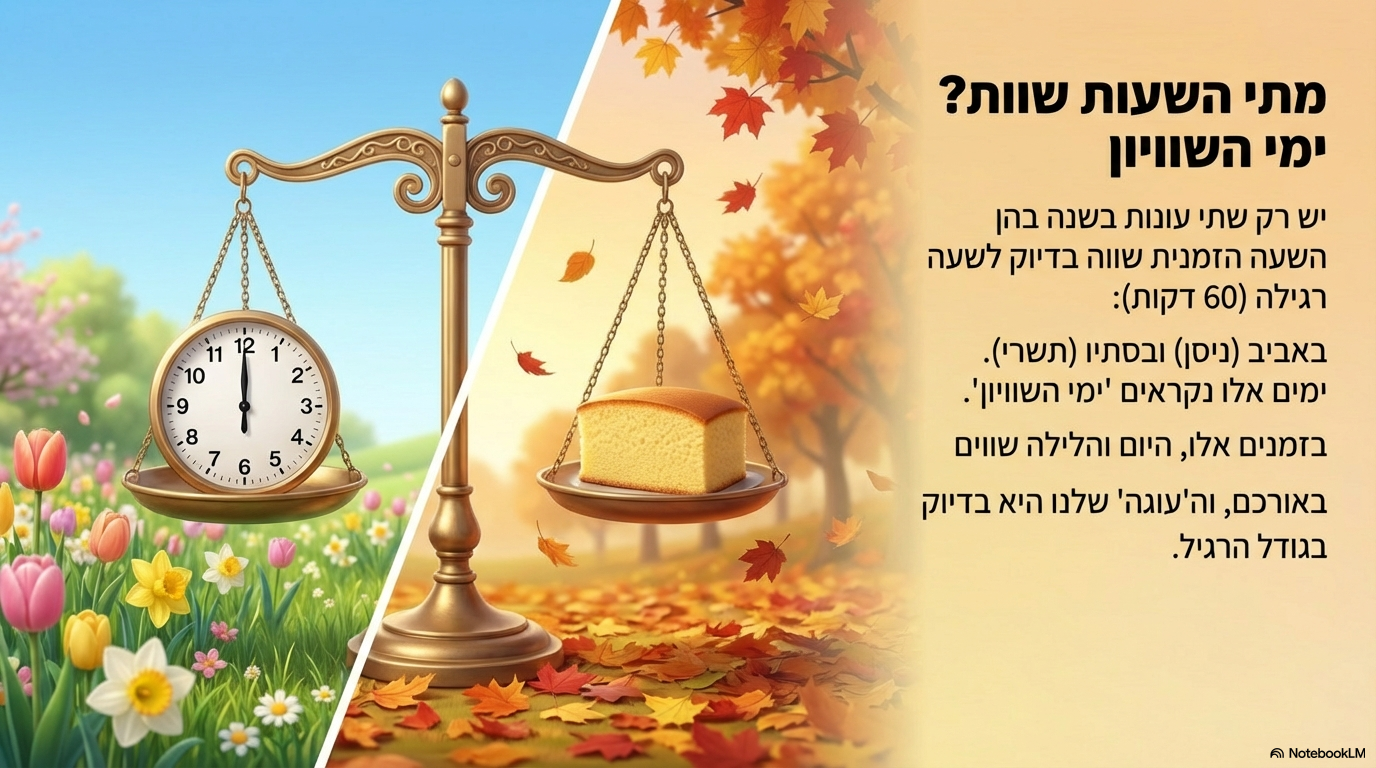 מתי השעות שוות?
ימי השוויון
יש רק שתי עונות בשנה בהן
השעה הזמנית שווה בדיוק לשעה
רגילה (60 דקות):
באביב (ניסן) ובסתיו (תשרי).
ימים אלו נקראים 'ימי השוויון'.
בזמנים אלו, היום והלילה שווים
באורכם, וה'עוגה' שלנו היא בדיוק
בגודל הרגיל.
12
1
2
3
4
5
6
7
8
9
10
11
NotebookLM